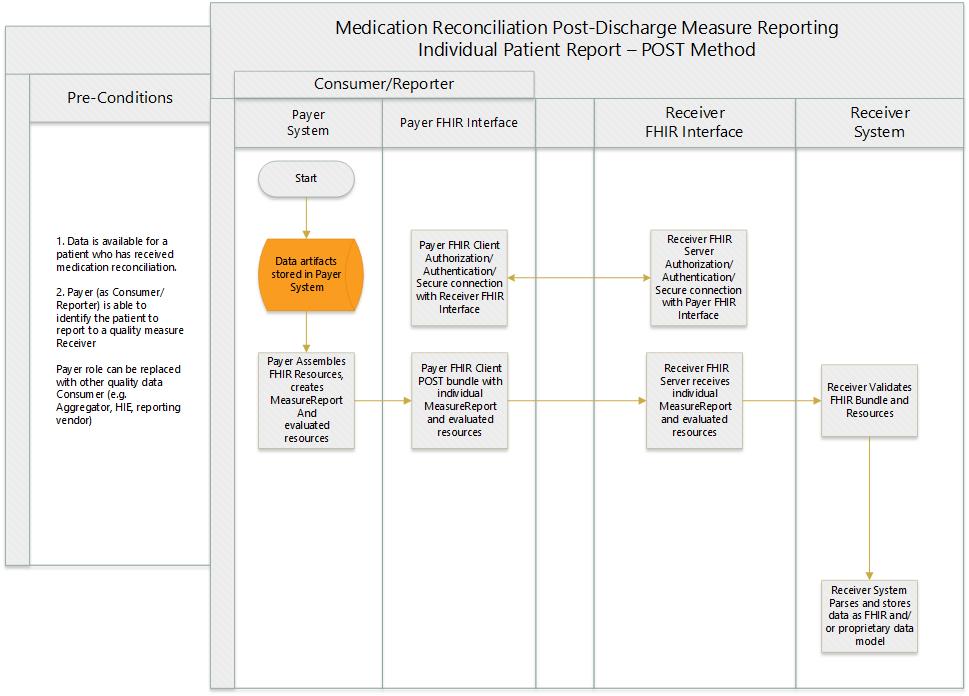 Medication Reconciliation Post-Discharge Measure Reporting
Individual Patient Report – POST Method
Consumer/Reporter
Pre-Conditions
Payer
System
Payer FHIR Interface
Receiver
FHIR Interface
Receiver
System
1. Data is available for a
patient who has received
medication reconciliation.
2. Payer (as Consumer/
Reporter) is able to
identify the patient to
report to a quality measure
Receiver
Payer role can be replaced
with other quality data
Consumer (e.g.
Aggregator, HIE, reporting
vendor)
Start
Data artifacts
stored in Payer
System
Payer FHIR Client
Authorization/
Authentication/
Secure connection
with Receiver FHIR
Interface
Receiver FHIR
Server
Authorization/
Authentication/
Secure connection
with Payer FHIR
Interface
Payer Assembles
FHIR Resources,
creates
MeasureReport
And
evaluated
resources
Payer FHIR Client
POST bundle with
individual
MeasureReport
and evaluated
resources
Receiver FHIR
Server receives
individual
MeasureReport
and evaluated
resources
Receiver Validates
FHIR Bundle and
Resources
Receiver System
Parses and stores
data as FHIR and/
or proprietary data
model